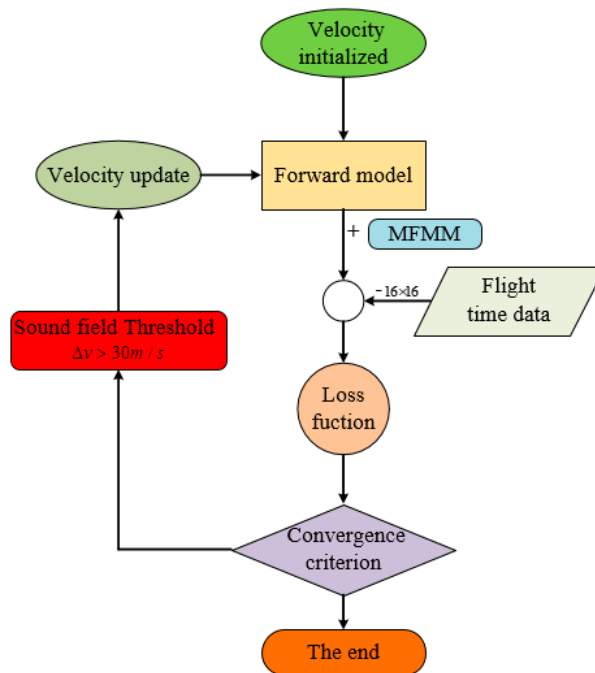 Velocity
initialized
Velocity update
Forward model
+
MFMM
−16×16
Flight
time data
Sound field Threshold
Δv > 30m / s
Loss
fuction
Convergence
criterion
The end